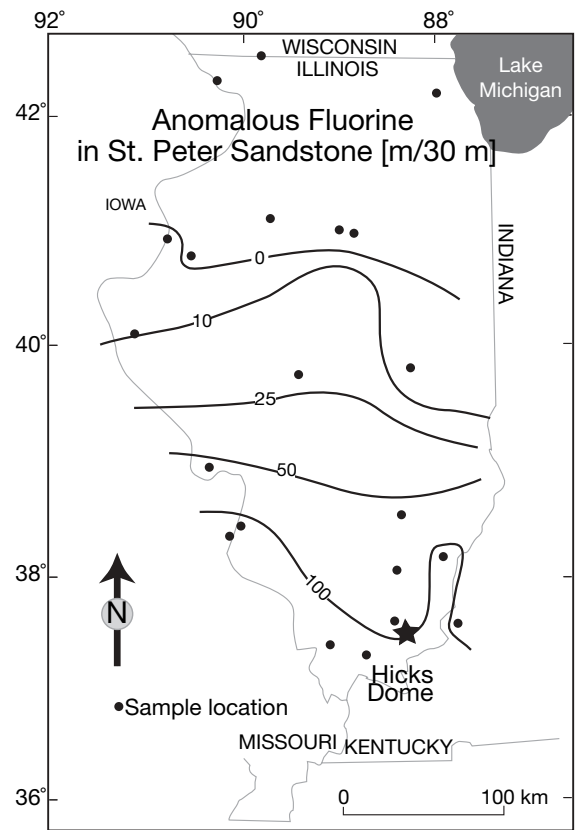 92˚ 90˚ 88˚
WISCONSIN
ILLINOIS
Lake
Michigan
42˚
Anomalous Fluorine
in St. Peter Sandstone [m/30 m]
IOWA
INDIANA
0
10
40˚
25
50
38˚
100
N
Hicks
Dome
Sample location
MISSOURI KENTUCKY
36˚
0 100 km